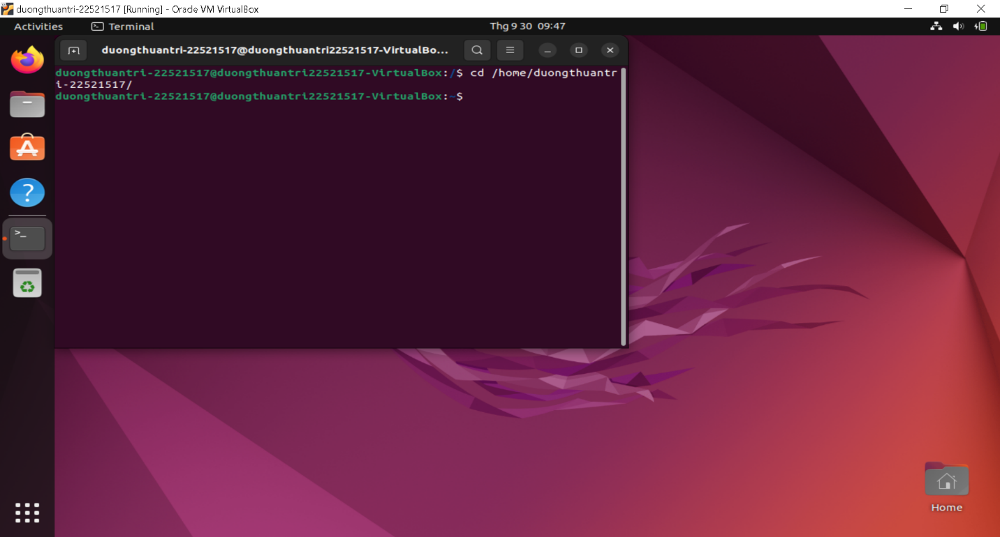 duongthuantri-22521517 [Running] - Oracle VM VirtualBox
Activities
Terminal
Thg 9 30 09:47
duongthuantri-22521517@duongthuantri22521517-VirtualBo...
duongthuantri-22521517@duongthuantri22521517-VirtualBox:/$ cd /home/duongthuantr
i-22521517/
duongthuantri-22521517@duongthuantri22521517-VirtualBox:~$
Home